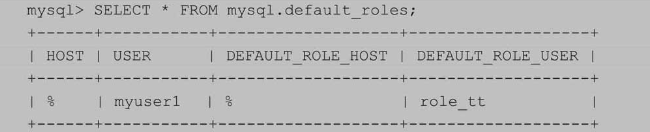 mysql> SELECT * FROM mysql.default_roles;
+------+---------+-------------------+-------------------+
| HOST | USER | DEFAULT_ROLE_HOST | DEFAULT_ROLE_USER |
+------+---------+-------------------+-------------------+
| % | myuser1 | % | role_tt |
+------+---------+-------------------+-------------------+